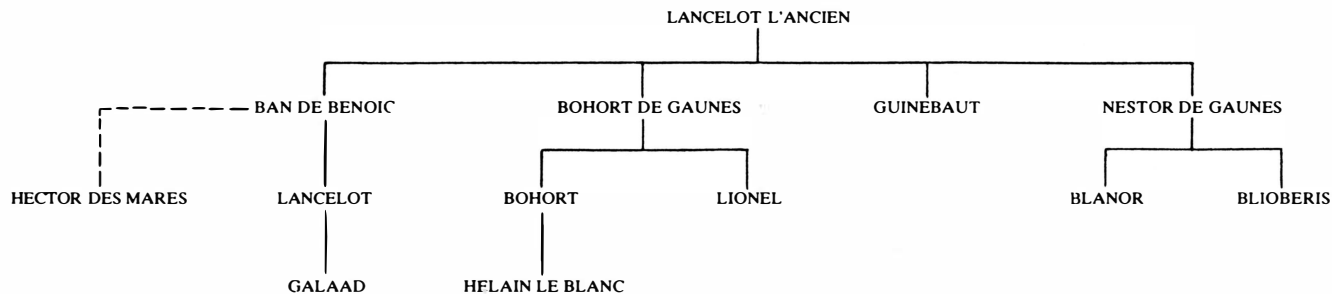 LANCELOT L'ANCIEN
BAN DE BENOIC BOHORT DE GAUNES GUINEBAUT NESTOR DE GAUNES
HECTOR DES MARES LANCELOT BOHORT LIONEL BLANOR BLIOBERIS
GALAAD HELAIN LE BLANC